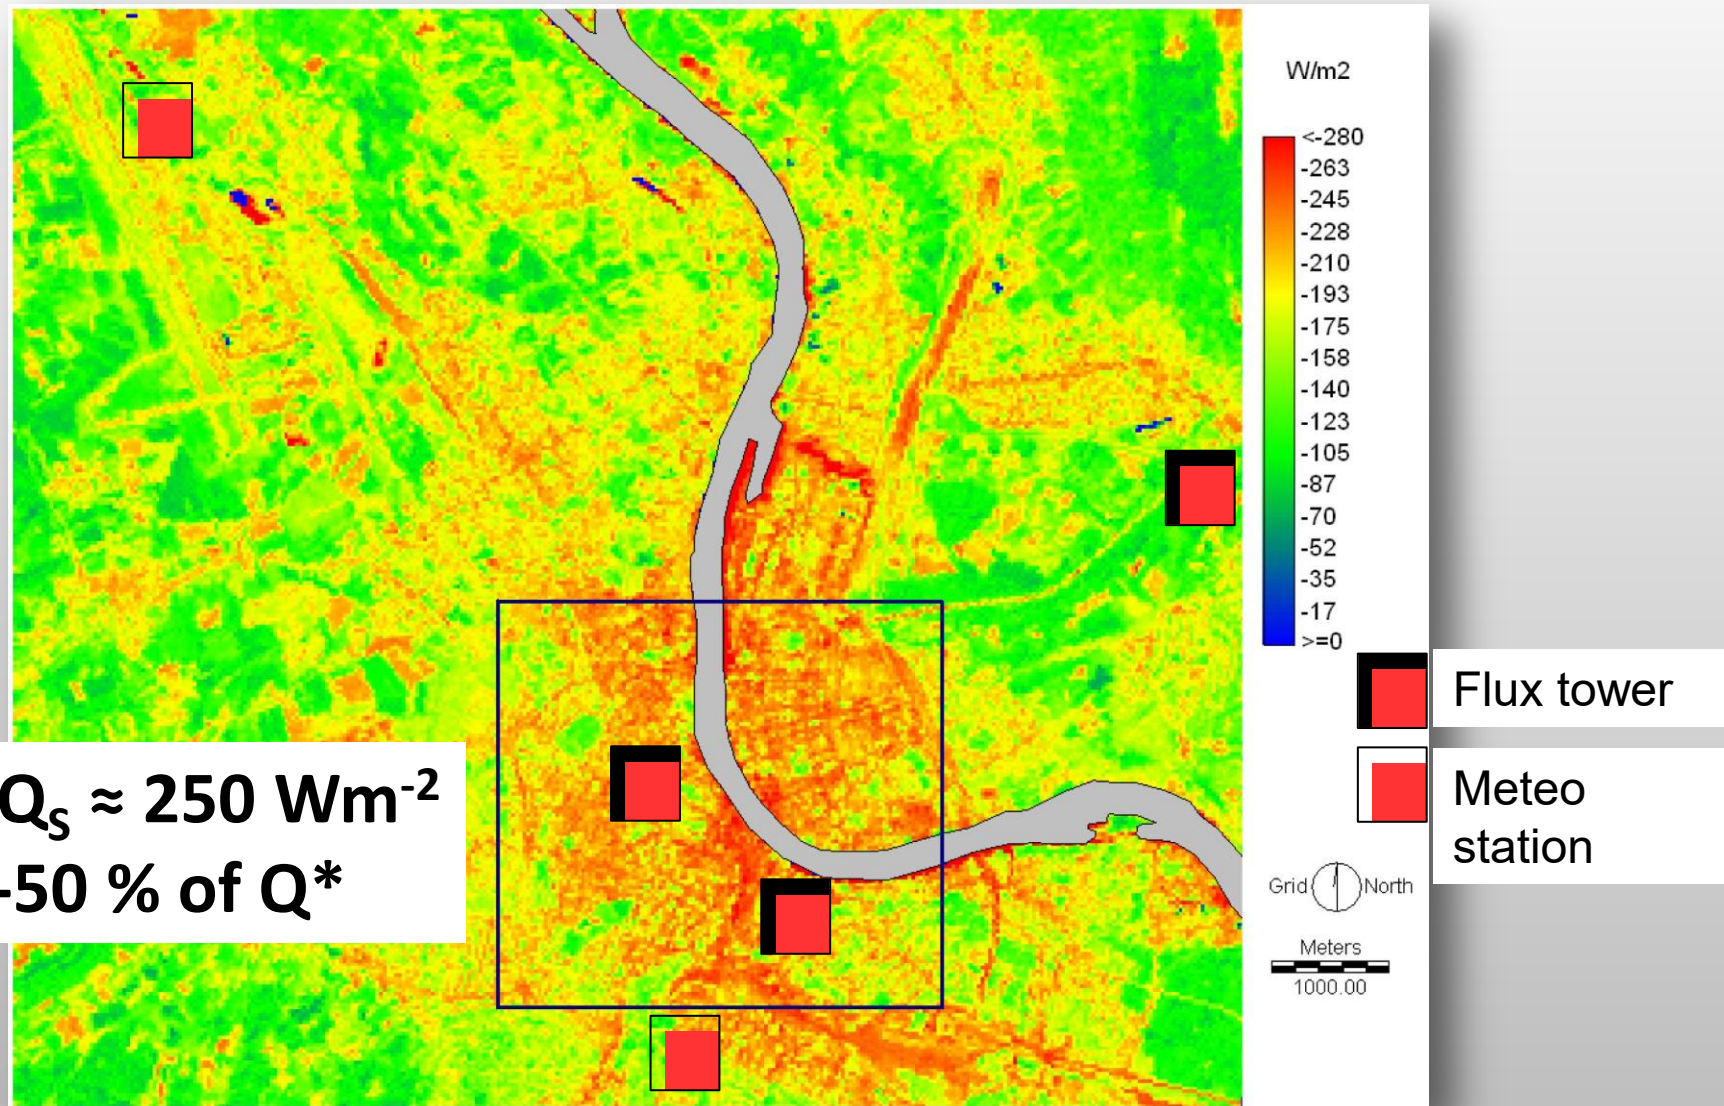 W/m2
<-280
-263
-245
-228
-210
-193
-175
-158
-140
-123
-105
-87
-70
-52
-35
-17
>=0
Flux tower
Meteo
station
Qs ≈ 250 Wm-2
-50 % of Q*
Grid North
Meters
1000.00